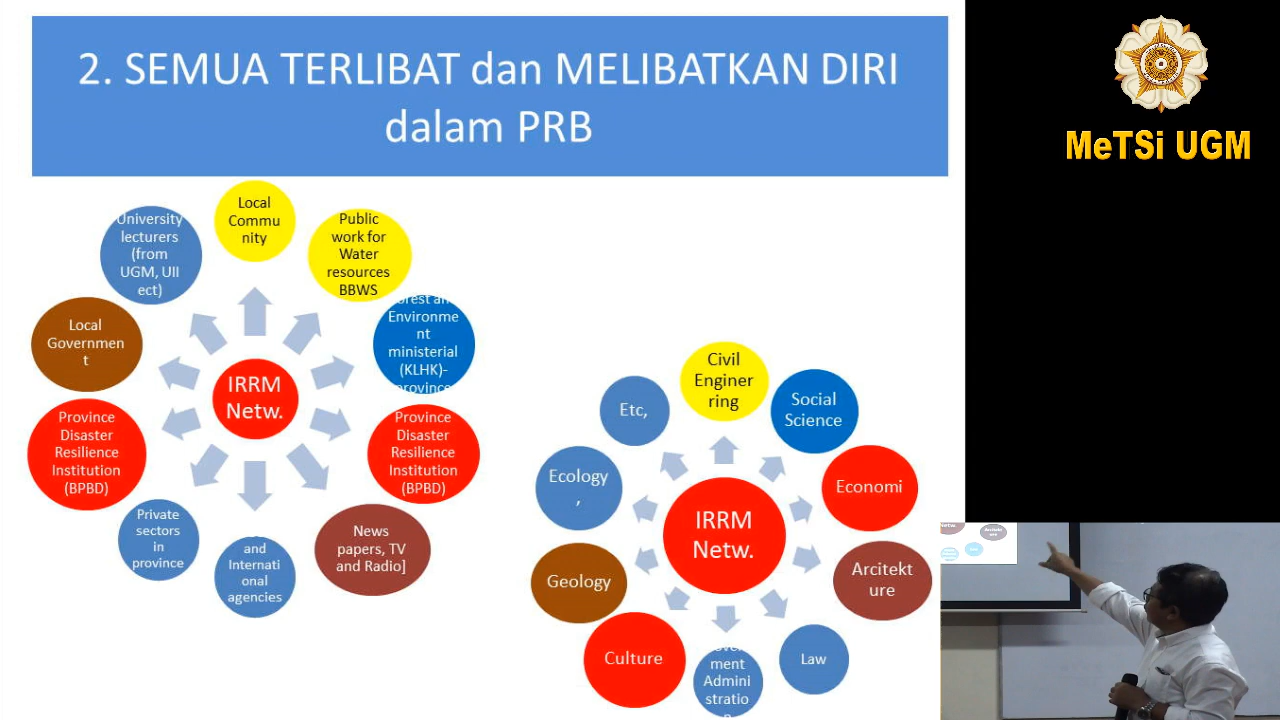 2. SEMUA TERLIBAT dan MELIBATKAN DIRI
dalam PRB
MeTSi UGM
Local
Commu
nity
Public
work for
Water
resources
BBWS
Environme
nt
ministerial
(KLHK)-
province
Province
Disaster
Resilience
Institution
(BPBD)
News
papers, TV
and Radio]
and
Internati
onal
agencies
Private
sectors
in
province
Province
Disaster
Resilience
Institution
(BPBD)
Local
Governmen
t
University
lecturers
(from
UGM, UII
ect)
IRRM
Netw.
Civil
Enginer
ring
Social
Science
Economi
Arcitekt
ure
Law
ment
Admini
stratio
n
Culture
Geology
Ecology
,
Etc,
IRRM
Netw.